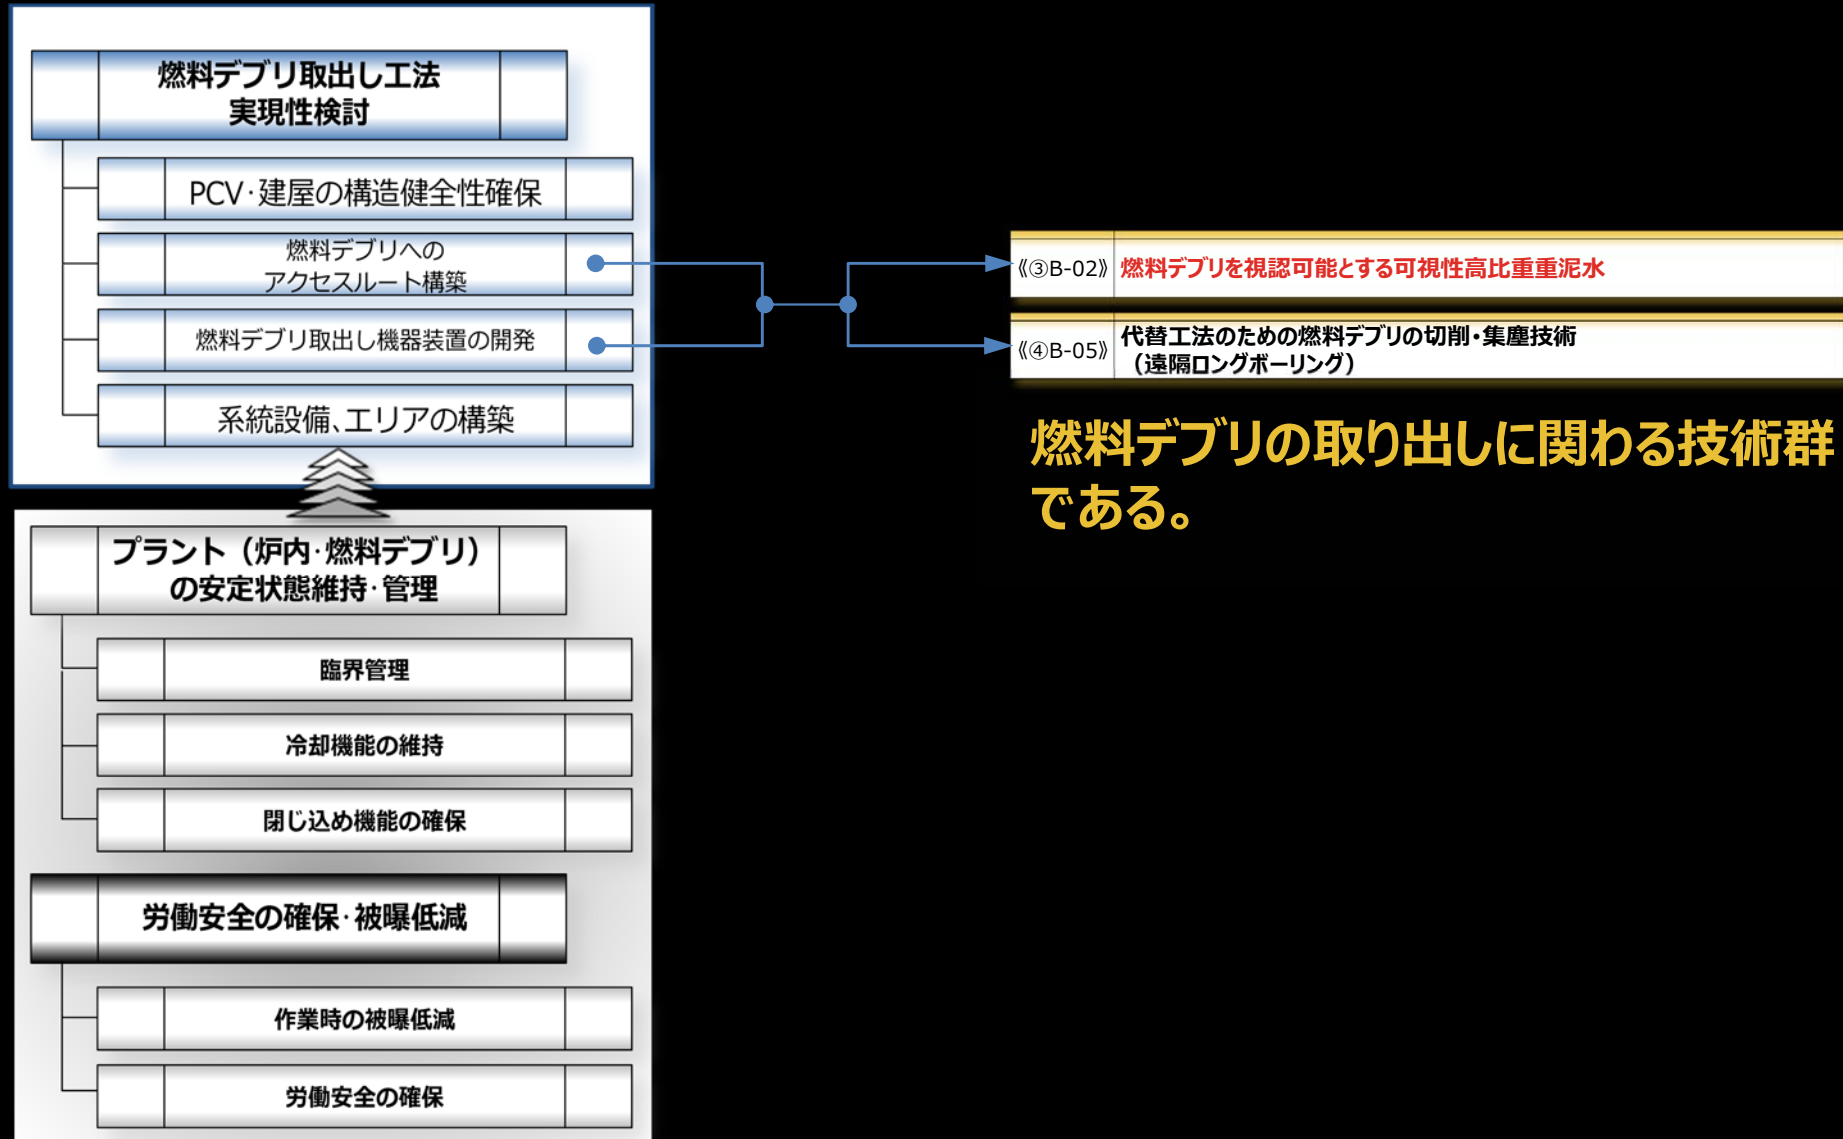 燃料デブリ取出し工法
実現性検討
PCV･建屋の構造健全性確保
燃料デブリへの
アクセスルート構築
燃料デブリ取出し機器装置の開発
系統設備､エリアの構築
《③B-02》 燃料デブリを視認可能とする可視性高比重重泥水
《④B-05》 代替工法のための燃料デブリの切削・集塵技術
（遠隔ロングボーリング）
燃料デブリの取り出しに関わる技術群
である。
プラント（炉内･燃料デブリ）
の安定状態維持･管理
臨界管理
冷却機能の維持
閉じ込め機能の確保
労働安全の確保･被曝低減
作業時の被曝低減
労働安全の確保